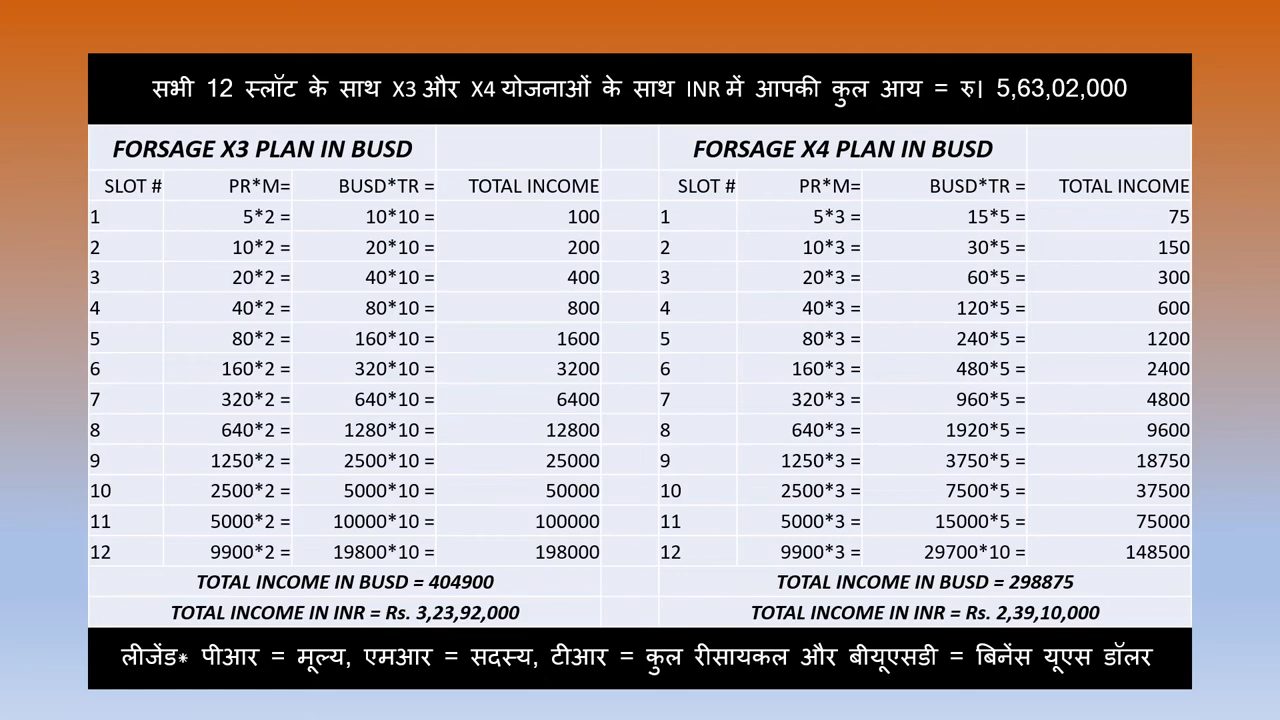 सभी 12 स्लॉट के साथ X3 और X4 योजनाओं के साथ INR में आपकी कुल आय = रु। 5,63,02,000
FORSAGE X3 PLAN IN BUSD FORSAGE X4 PLAN IN BUSD
SLOT # PR*M= BUSD*TR = TOTAL INCOME SLOT # PR*M= BUSD*TR = TOTAL INCOME
1 5*2 = 10*10 = 100 1 5*3 = 15*5 = 75
2 10*2 = 20*10 = 200 2 10*3 = 30*5 = 150
3 20*2 = 40*10 = 400 3 20*3 = 60*5 = 300
4 40*2 = 80*10 = 800 4 40*3 = 120*5 = 600
5 80*2 = 160*10 = 1600 5 80*3 = 240*5 = 1200
6 160*2 = 320*10 = 3200 6 160*3 = 480*5 = 2400
7 320*2 = 640*10 = 6400 7 320*3 = 960*5 = 4800
8 640*2 = 1280*10 = 12800 8 640*3 = 1920*5 = 9600
9 1250*2 = 2500*10 = 25000 9 1250*3 = 3750*5 = 18750
10 2500*2 = 5000*10 = 50000 10 2500*3 = 7500*5 = 37500
11 5000*2 = 10000*10 = 100000 11 5000*3 = 15000*5 = 75000
12 9900*2 = 19800*10 = 198000 12 9900*3 = 29700*10 = 148500
TOTAL INCOME IN BUSD = 404900 TOTAL INCOME IN BUSD = 298875
TOTAL INCOME IN INR = Rs. 3,23,92,000 TOTAL INCOME IN INR = Rs. 2,39,10,000
लीजेंड* पीआर = मूल्य, एमआर = सदस्य, टीआर = कुल रीसायकल और बीयूएसडी = बिनेंस यूएस डॉलर